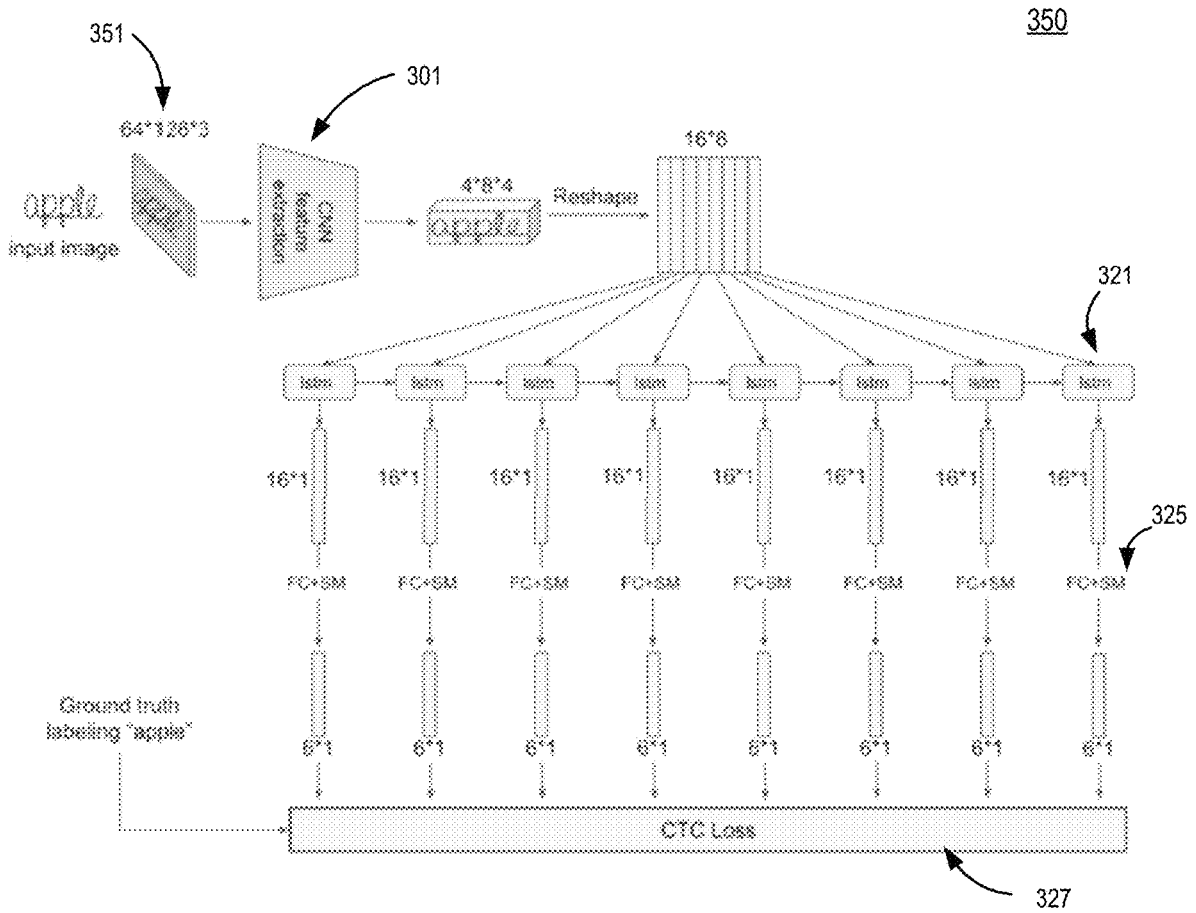 350
351
301
64*128*3
16*8
CNN
feature
extraction
4*8*4
Reshape
apple
apple
input image
321
lstm lstm lstm lstm lstm lstm lstm lstm
16*1 16*1 16*1 16*1 16*1 16*1 16*1 16*1
325
FC+SM FC+SM FC+SM FC+SM FC+SM FC+SM FC+SM FC+SM
Ground truth
labeling "apple"
6*1 6*1 6*1 6*1 6*1 6*1 6*1 6*1
CTC Loss
327